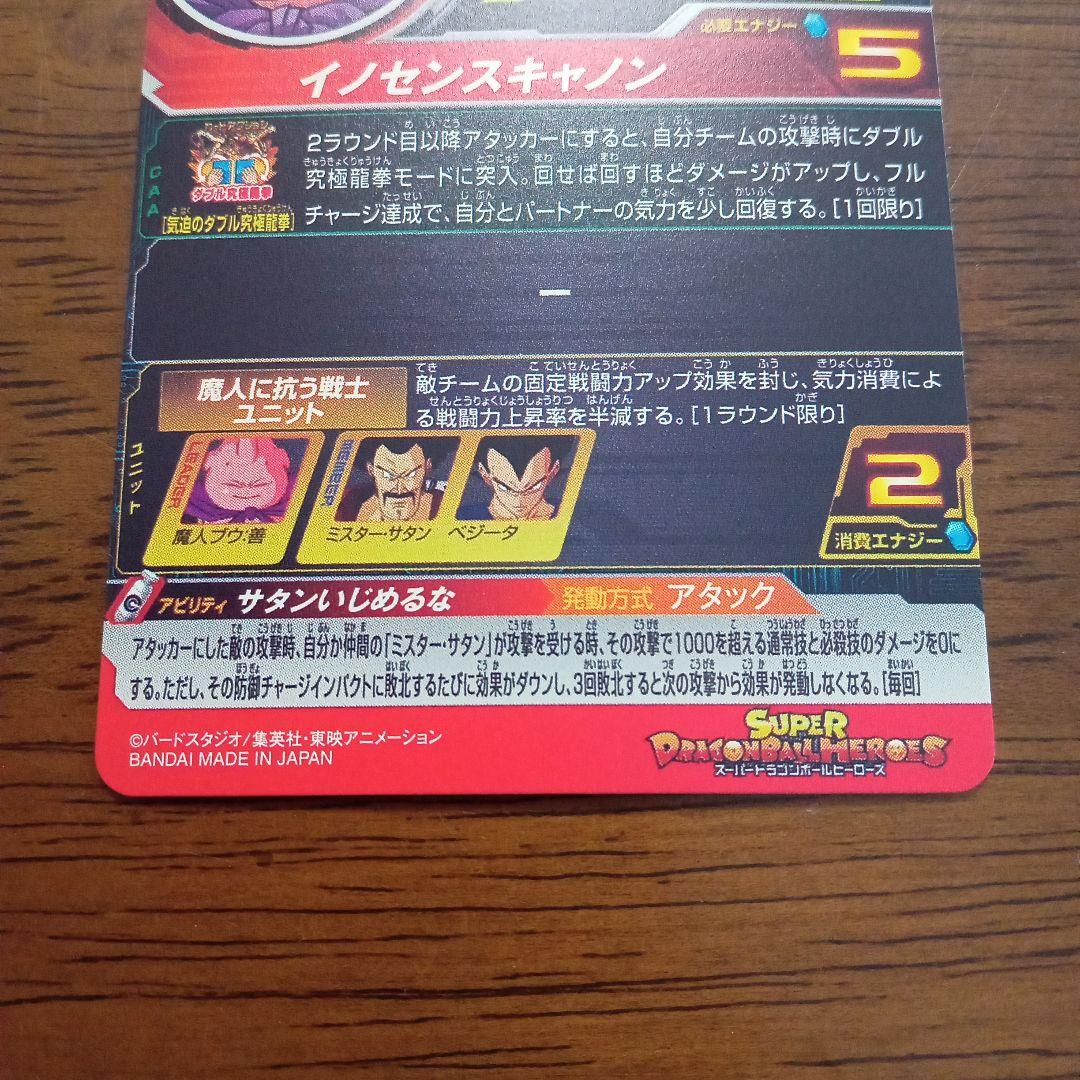 必要エナジー
5
イノセンスキャノン
CAA
ダブル究極龍拳
[気迫のダブル究極龍拳]
2ラウンド目以降アタッカーにすると、自分チームの攻撃時にダブル
究極龍拳モードに突入。回せば回すほどダメージがアップし、フル
チャージ達成で、自分とパートナーの気力を少し回復する。[1回限り]
ー
ユニット
魔人に抗う戦士
ユニット
敵チームの固定戦闘力アップ効果を封じ、気力消費によ
る戦闘力上昇率を半減する。[1ラウンド限り]
LEADER
魔人ブウ:善
MEMBER
ミスター・サタン
ベジータ
2
消費エナジー
アビリティ サタンいじめるな 発動方式 アタック
アタッカーにした敵の攻撃時、自分か仲間の「ミスター・サタン」が攻撃を受ける時、その攻撃で1000を超える通常技と必殺技のダメージを0に
する。ただし、その防御チャージインパクトに敗北するたびに効果がダウンし、3回敗北すると次の攻撃から効果が発動しなくなる。[毎回]
©バードスタジオ/集英社・東映アニメーション
BANDAI MADE IN JAPAN
SUPER
DRAGONBALL HEROES
スーパードラゴンボールヒーローズ